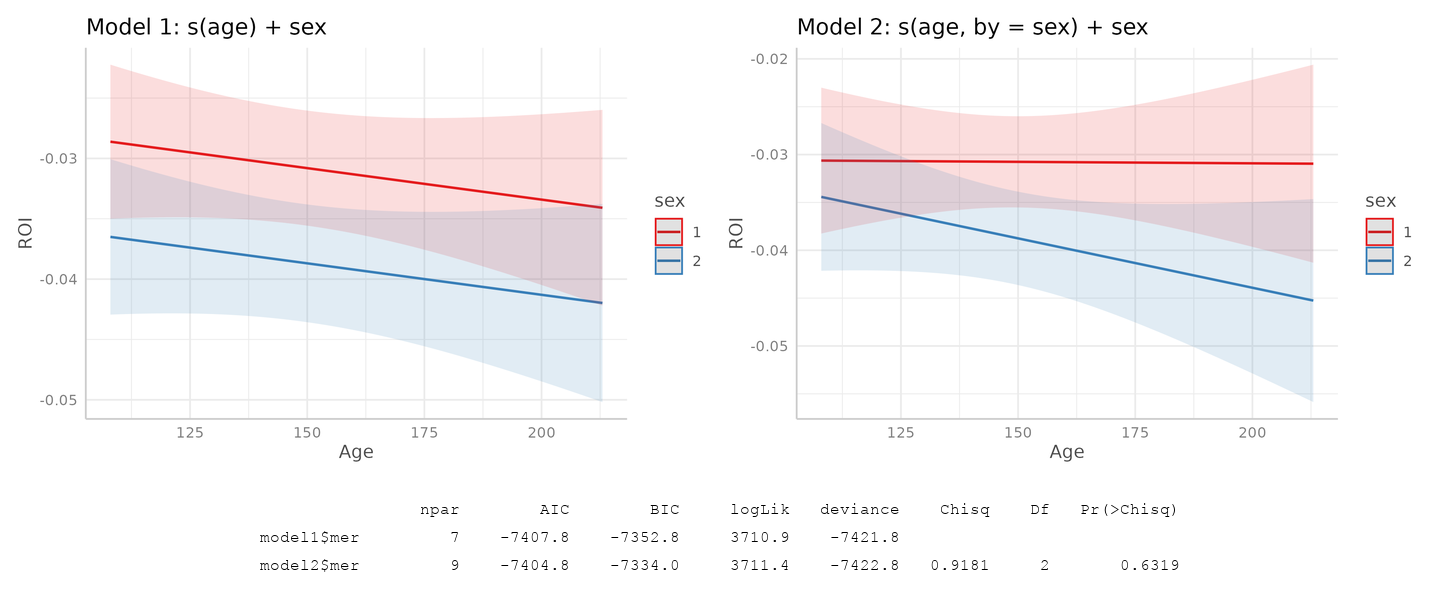 Model 1: s(age) + sex
-0.03
-0.04
-0.05
ROI
125 150 175 200
Age
sex
1
2
Model 2: s(age, by = sex) + sex
-0.02
-0.03
-0.04
-0.05
ROI
125 150 175 200
Age
sex
1
2
npar AIC BIC logLik deviance Chisq Df Pr(>Chisq)
model1$mer 7 -7407.8 -7352.8 3710.9 -7421.8
model2$mer 9 -7404.8 -7334.0 3711.4 -7422.8 0.9181 2 0.6319